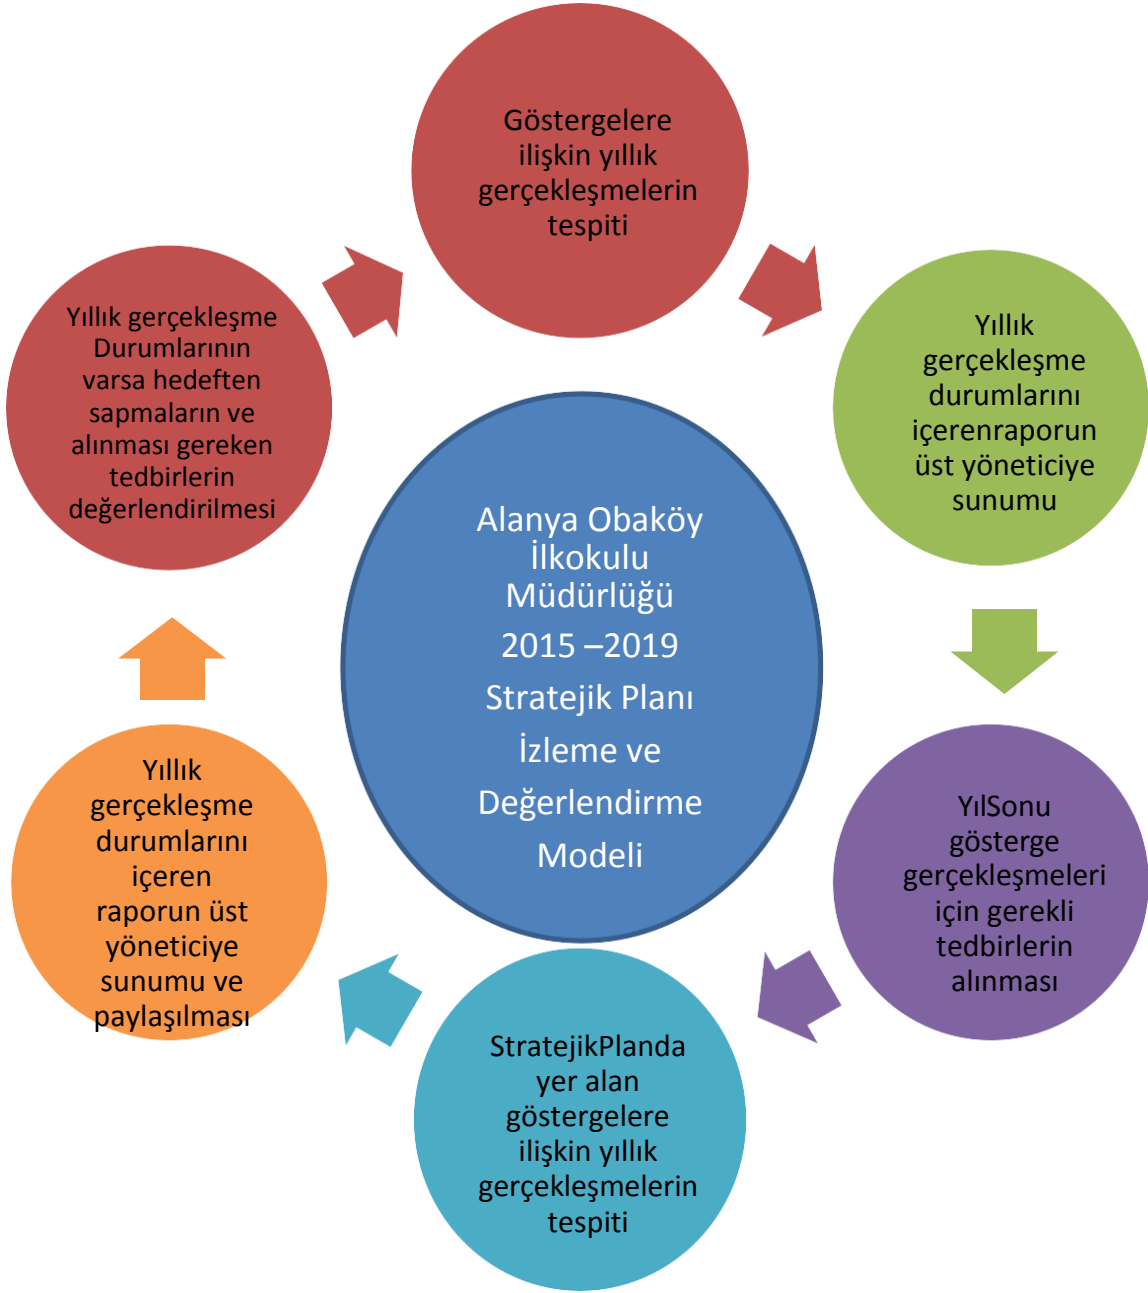 Göstergelere
ilişkin yıllık
gerçekleşmelerin
tespiti
Yıllık
gerçekleşme
durumlarını
içerenraporun
üst yöneticiye
sunumu
YılSonu
gösterge
gerçekleşmeleri
için gerekli
tedbirlerin
alınması
StratejikPlanda
yer alan
göstergelere
ilişkin yıllık
gerçekleşmelerin
tespiti
Yıllık
gerçekleşme
durumlarını
içeren
raporun üst
yöneticiye
sunumu ve
paylaşılması
Yıllık gerçekleşme
Durumlarının
varsa hedeften
sapmaların ve
alınması gereken
tedbirlerin
değerlendirilmesi
Alanya Obaköy
İlkokulu
Müdürlüğü
2015 –2019
Stratejik Planı
İzleme ve
Değerlendirme
Modeli